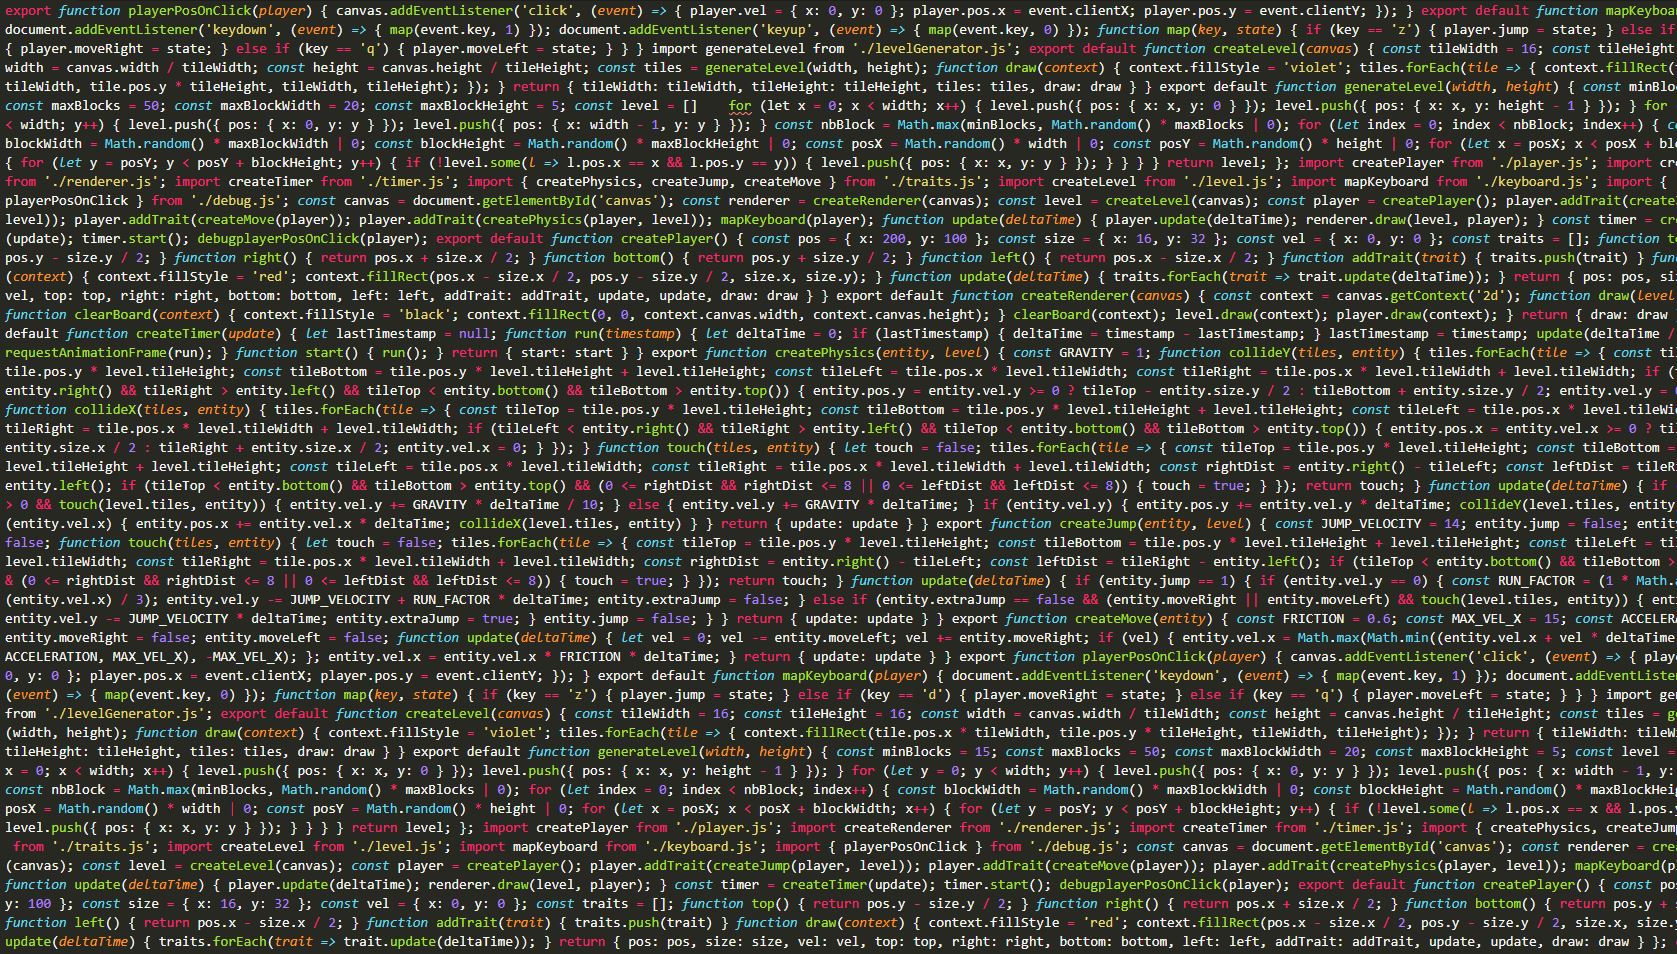 export function playerPosOnClick(player) { canvas.addEventListener('click', (event) => { player.vel = { x: 0, y: 0 }; player.pos.x = event.clientX; player.pos.y = event.clientY; }); } export default function mapKeyboa
document.addEventListener('keydown', (event) => { map(event.key, 1) }); document.addEventListener('keyup', (event) => { map(event.key, 0) }); function map(key, state) { if (key == 'z') { player.jump = state; } else if
{ player.moveRight = state; } else if (key == 'q') { player.moveLeft = state; } } } import generateLevel from './levelGenerator.js'; export default function createLevel(canvas) { const tileWidth = 16; const tileHeight
width = canvas.width / tileWidth; const height = canvas.height / tileHeight; const tiles = generateLevel(width, height); function draw(context) { context.fillStyle = 'violet'; tiles.forEach(tile => { context.fillRect(t
tileWidth, tile.pos.y * tileHeight, tileWidth, tileHeight); }); } return { tileWidth: tileWidth, tileHeight: tileHeight, tiles: tiles, draw: draw } } export default function generateLevel(width, height) { const minBloc
const maxBlocks = 50; const maxBlockWidth = 20; const maxBlockHeight = 5; const level = [] for (let x = 0; x < width; x++) { level.push({ pos: { x: x, y: 0 } }); level.push({ pos: { x: x, y: height - 1 } }); } for
< width; y++) { level.push({ pos: { x: 0, y: y } }); level.push({ pos: { x: width - 1, y: y } }); } const nbBlock = Math.max(minBlocks, Math.random() * maxBlocks | 0); for (let index = 0; index < nbBlock; index++) { co
blockWidth = Math.random() * maxBlockWidth | 0; const blockHeight = Math.random() * maxBlockHeight | 0; const posX = Math.random() * width | 0; const posY = Math.random() * height | 0; for (let x = posX; x < posX + blo
{ for (let y = posY; y < posY + blockHeight; y++) { if (!level.some(l => l.pos.x == x && l.pos.y == y)) { level.push({ pos: { x: x, y: y } }); } } } } return level; }; import createPlayer from './player.js'; import cre
from './renderer.js'; import createTimer from './timer.js'; import { createPhysics, createJump, createMove } from './traits.js'; import createLevel from './level.js'; import mapKeyboard from './keyboard.js'; import {
playerPosOnClick } from './debug.js'; const canvas = document.getElementById('canvas'); const renderer = createRenderer(canvas); const level = createLevel(canvas); const player = createPlayer(); player.addTrait(create
level)); player.addTrait(createMove(player)); player.addTrait(createPhysics(player, level)); mapKeyboard(player); function update(deltaTime) { player.update(deltaTime); renderer.draw(level, player); } const timer = cre
(update); timer.start(); debugplayerPosOnClick(player); export default function createPlayer() { const pos = { x: 200, y: 100 }; const size = { x: 16, y: 32 }; const vel = { x: 0, y: 0 }; const traits = []; function to
pos.y - size.y / 2; } function right() { return pos.x + size.x / 2; } function bottom() { return pos.y + size.y / 2; } function left() { return pos.x - size.x / 2; } function addTrait(trait) { traits.push(trait) } func
(context) { context.fillStyle = 'red'; context.fillRect(pos.x - size.x / 2, pos.y - size.y / 2, size.x, size.y); } function update(deltaTime) { traits.forEach(trait => trait.update(deltaTime)); } return { pos: pos, siz
vel, top: top, right: right, bottom: bottom, left: left, addTrait: addTrait, update, update, draw: draw } } export default function createRenderer(canvas) { const context = canvas.getContext('2d'); function draw(level
function clearBoard(context) { context.fillStyle = 'black'; context.fillRect(0, 0, context.canvas.width, context.canvas.height); } clearBoard(context); level.draw(context); player.draw(context); } return { draw: draw
default function createTimer(update) { let lastTimestamp = null; function run(timestamp) { let deltaTime = 0; if (lastTimestamp) { deltaTime = timestamp - lastTimestamp; } lastTimestamp = timestamp; update(deltaTime /
requestAnimationFrame(run); } function start() { run(); } return { start: start } } export function createPhysics(entity, level) { const GRAVITY = 1; function collideY(tiles, entity) { tiles.forEach(tile => { const til
tile.pos.y * level.tileHeight; const tileBottom = tile.pos.y * level.tileHeight + level.tileHeight; const tileLeft = tile.pos.x * level.tileWidth; const tileRight = tile.pos.x * level.tileWidth + level.tileWidth; if (t
entity.right() && tileRight > entity.left() && tileTop < entity.bottom() && tileBottom > entity.top()) { entity.pos.y = entity.vel.y >= 0 ? tileTop - entity.size.y / 2 : tileBottom + entity.size.y / 2; entity.vel.y = 0
function collideX(tiles, entity) { tiles.forEach(tile => { const tileTop = tile.pos.y * level.tileHeight; const tileBottom = tile.pos.y * level.tileHeight + level.tileHeight; const tileLeft = tile.pos.x * level.tileWid
tileRight = tile.pos.x * level.tileWidth + level.tileWidth; if (tileLeft < entity.right() && tileRight > entity.left() && tileTop < entity.bottom() && tileBottom > entity.top()) { entity.pos.x = entity.vel.x >= 0 ? til
entity.size.x / 2 : tileRight + entity.size.x / 2; entity.vel.x = 0; } }); } function touch(tiles, entity) { let touch = false; tiles.forEach(tile => { const tileTop = tile.pos.y * level.tileHeight; const tileBottom =
level.tileHeight + level.tileHeight; const tileLeft = tile.pos.x * level.tileWidth; const tileRight = tile.pos.x * level.tileWidth + level.tileWidth; const rightDist = entity.right() - tileLeft; const leftDist = tileRi
entity.left(); if (tileTop < entity.bottom() && tileBottom > entity.top() && (0 <= rightDist && rightDist <= 8 || 0 <= leftDist && leftDist <= 8)) { touch = true; } }); return touch; } function update(deltaTime) { if
> 0 && touch(level.tiles, entity)) { entity.vel.y += GRAVITY * deltaTime / 10; } else { entity.vel.y += GRAVITY * deltaTime; } if (entity.vel.y) { entity.pos.y += entity.vel.y * deltaTime; collideY(level.tiles, entity
(entity.vel.x) { entity.pos.x += entity.vel.x * deltaTime; collideX(level.tiles, entity) } } return { update: update } } export function createJump(entity, level) { const JUMP_VELOCITY = 14; entity.jump = false; entity
false; function touch(tiles, entity) { let touch = false; tiles.forEach(tile => { const tileTop = tile.pos.y * level.tileHeight; const tileBottom = tile.pos.y * level.tileHeight + level.tileHeight; const tileLeft = til
level.tileWidth; const tileRight = tile.pos.x * level.tileWidth + level.tileWidth; const rightDist = entity.right() - tileLeft; const leftDist = tileRight - entity.left(); if (tileTop < entity.bottom() && tileBottom >
& (0 <= rightDist && rightDist <= 8 || 0 <= leftDist && leftDist <= 8)) { touch = true; } }); return touch; } function update(deltaTime) { if (entity.jump == 1) { if (entity.vel.y == 0) { const RUN_FACTOR = (1 * Math.a
(entity.vel.x) / 3); entity.vel.y -= JUMP_VELOCITY + RUN_FACTOR * deltaTime; entity.extraJump = false; } else if (entity.extraJump == false && (entity.moveRight || entity.moveLeft) && touch(level.tiles, entity)) { enti
entity.vel.y -= JUMP_VELOCITY * deltaTime; entity.extraJump = true; } entity.jump = false; } } return { update: update } } export function createMove(entity) { const FRICTION = 0.6; const MAX_VEL_X = 15; const ACCELERA
entity.moveRight = false; entity.moveLeft = false; function update(deltaTime) { let vel = 0; vel -= entity.moveLeft; vel += entity.moveRight; if (vel) { entity.vel.x = Math.max(Math.min((entity.vel.x + vel * deltaTime
ACCELERATION, MAX_VEL_X), -MAX_VEL_X); }; entity.vel.x = entity.vel.x * FRICTION * deltaTime; } return { update: update } } export function playerPosOnClick(player) { canvas.addEventListener('click', (event) => { playe
0, y: 0 }; player.pos.x = event.clientX; player.pos.y = event.clientY; }); } export default function mapKeyboard(player) { document.addEventListener('keydown', (event) => { map(event.key, 1) }); document.addEventListe
(event) => { map(event.key, 0) }); function map(key, state) { if (key == 'z') { player.jump = state; } else if (key == 'd') { player.moveRight = state; } else if (key == 'q') { player.moveLeft = state; } } } import gen
from './levelGenerator.js'; export default function createLevel(canvas) { const tileWidth = 16; const tileHeight = 16; const width = canvas.width / tileWidth; const height = canvas.height / tileHeight; const tiles = ge
(width, height); function draw(context) { context.fillStyle = 'violet'; tiles.forEach(tile => { context.fillRect(tile.pos.x * tileWidth, tile.pos.y * tileHeight, tileWidth, tileHeight); }); } return { tileWidth: tileWi
tileHeight: tileHeight, tiles: tiles, draw: draw } } export default function generateLevel(width, height) { const minBlocks = 15; const maxBlocks = 50; const maxBlockWidth = 20; const maxBlockHeight = 5; const level =
x = 0; x < width; x++) { level.push({ pos: { x: x, y: 0 } }); level.push({ pos: { x: x, y: height - 1 } }); } for (let y = 0; y < width; y++) { level.push({ pos: { x: 0, y: y } }); level.push({ pos: { x: width - 1, y:
const nbBlock = Math.max(minBlocks, Math.random() * maxBlocks | 0); for (let index = 0; index < nbBlock; index++) { const blockWidth = Math.random() * maxBlockWidth | 0; const blockHeight = Math.random() * maxBlockHeig
posX = Math.random() * width | 0; const posY = Math.random() * height | 0; for (let x = posX; x < posX + blockWidth; x++) { for (let y = posY; y < posY + blockHeight; y++) { if (!level.some(l => l.pos.x == x && l.pos.y
level.push({ pos: { x: x, y: y } }); } } } } return level; }; import createPlayer from './player.js'; import createRenderer from './renderer.js'; import createTimer from './timer.js'; import { createPhysics, createJump
from './traits.js'; import createLevel from './level.js'; import mapKeyboard from './keyboard.js'; import { playerPosOnClick } from './debug.js'; const canvas = document.getElementById('canvas'); const renderer = crea
(canvas); const level = createLevel(canvas); const player = createPlayer(); player.addTrait(createJump(player, level)); player.addTrait(createMove(player)); player.addTrait(createPhysics(player, level)); mapKeyboard(pl
function update(deltaTime) { player.update(deltaTime); renderer.draw(level, player); } const timer = createTimer(update); timer.start(); debugplayerPosOnClick(player); export default function createPlayer() { const pos
y: 100 }; const size = { x: 16, y: 32 }; const vel = { x: 0, y: 0 }; const traits = []; function top() { return pos.y - size.y / 2; } function right() { return pos.x + size.x / 2; } function bottom() { return pos.y + s
function left() { return pos.x - size.x / 2; } function addTrait(trait) { traits.push(trait) } function draw(context) { context.fillStyle = 'red'; context.fillRect(pos.x - size.x / 2, pos.y - size.y / 2, size.x, size.y
update(deltaTime) { traits.forEach(trait => trait.update(deltaTime)); } return { pos: pos, size: size, vel: vel, top: top, right: right, bottom: bottom, left: left, addTrait: addTrait, update, update, draw: draw } };